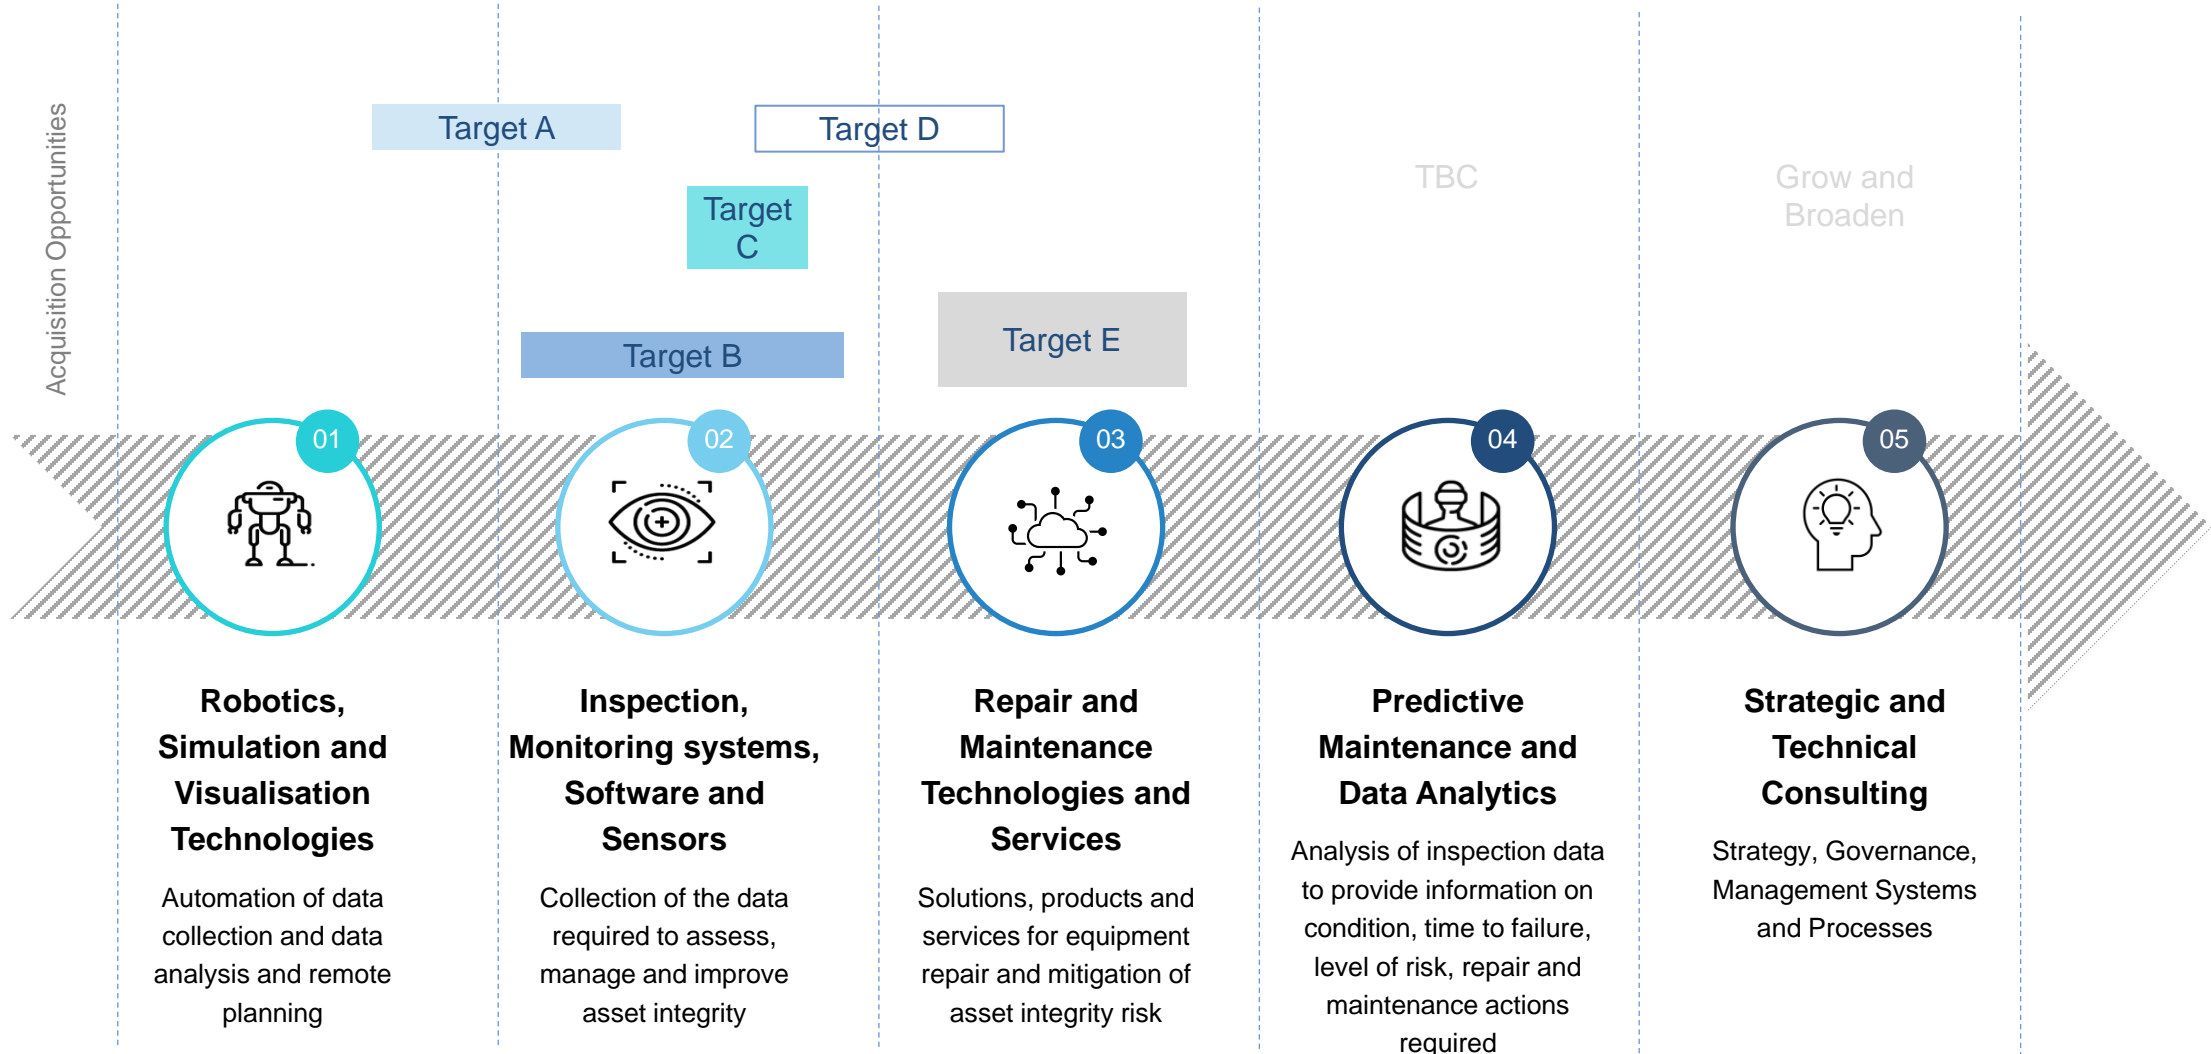 Acquisition Opportunities
Target A
Target D
Target
C
Target B
Target E
TBC
Grow and
Broaden
01
02
03
04
05
Robotics,
Simulation and
Visualisation
Technologies
Automation of data
collection and data
analysis and remote
planning
Inspection,
Monitoring systems,
Software and
Sensors
Collection of the data
required to assess,
manage and improve
asset integrity
Repair and
Maintenance
Technologies and
Services
Solutions, products and
services for equipment
repair and mitigation of
asset integrity risk
Predictive
Maintenance and
Data Analytics
Analysis of inspection data
to provide information on
condition, time to failure,
level of risk, repair and
maintenance actions
required
Strategic and
Technical
Consulting
Strategy, Governance,
Management Systems
and Processes